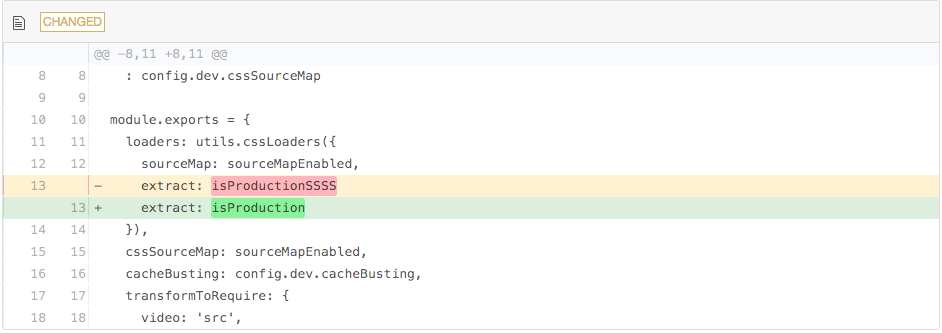 CHANGED
@@ -8,11 +8,11 @@
8 8 : config.dev.cssSourceMap
9 9
10 10 module.exports = {
11 11 loaders: utils.cssLoaders({
12 12 sourceMap: sourceMapEnabled,
13 - extract: isProductionSSSS
13 + extract: isProduction
14 14 }),
15 15 cssSourceMap: sourceMapEnabled,
16 16 cacheBusting: config.dev.cacheBusting,
17 17 transformToRequire: {
18 18 video: 'src',